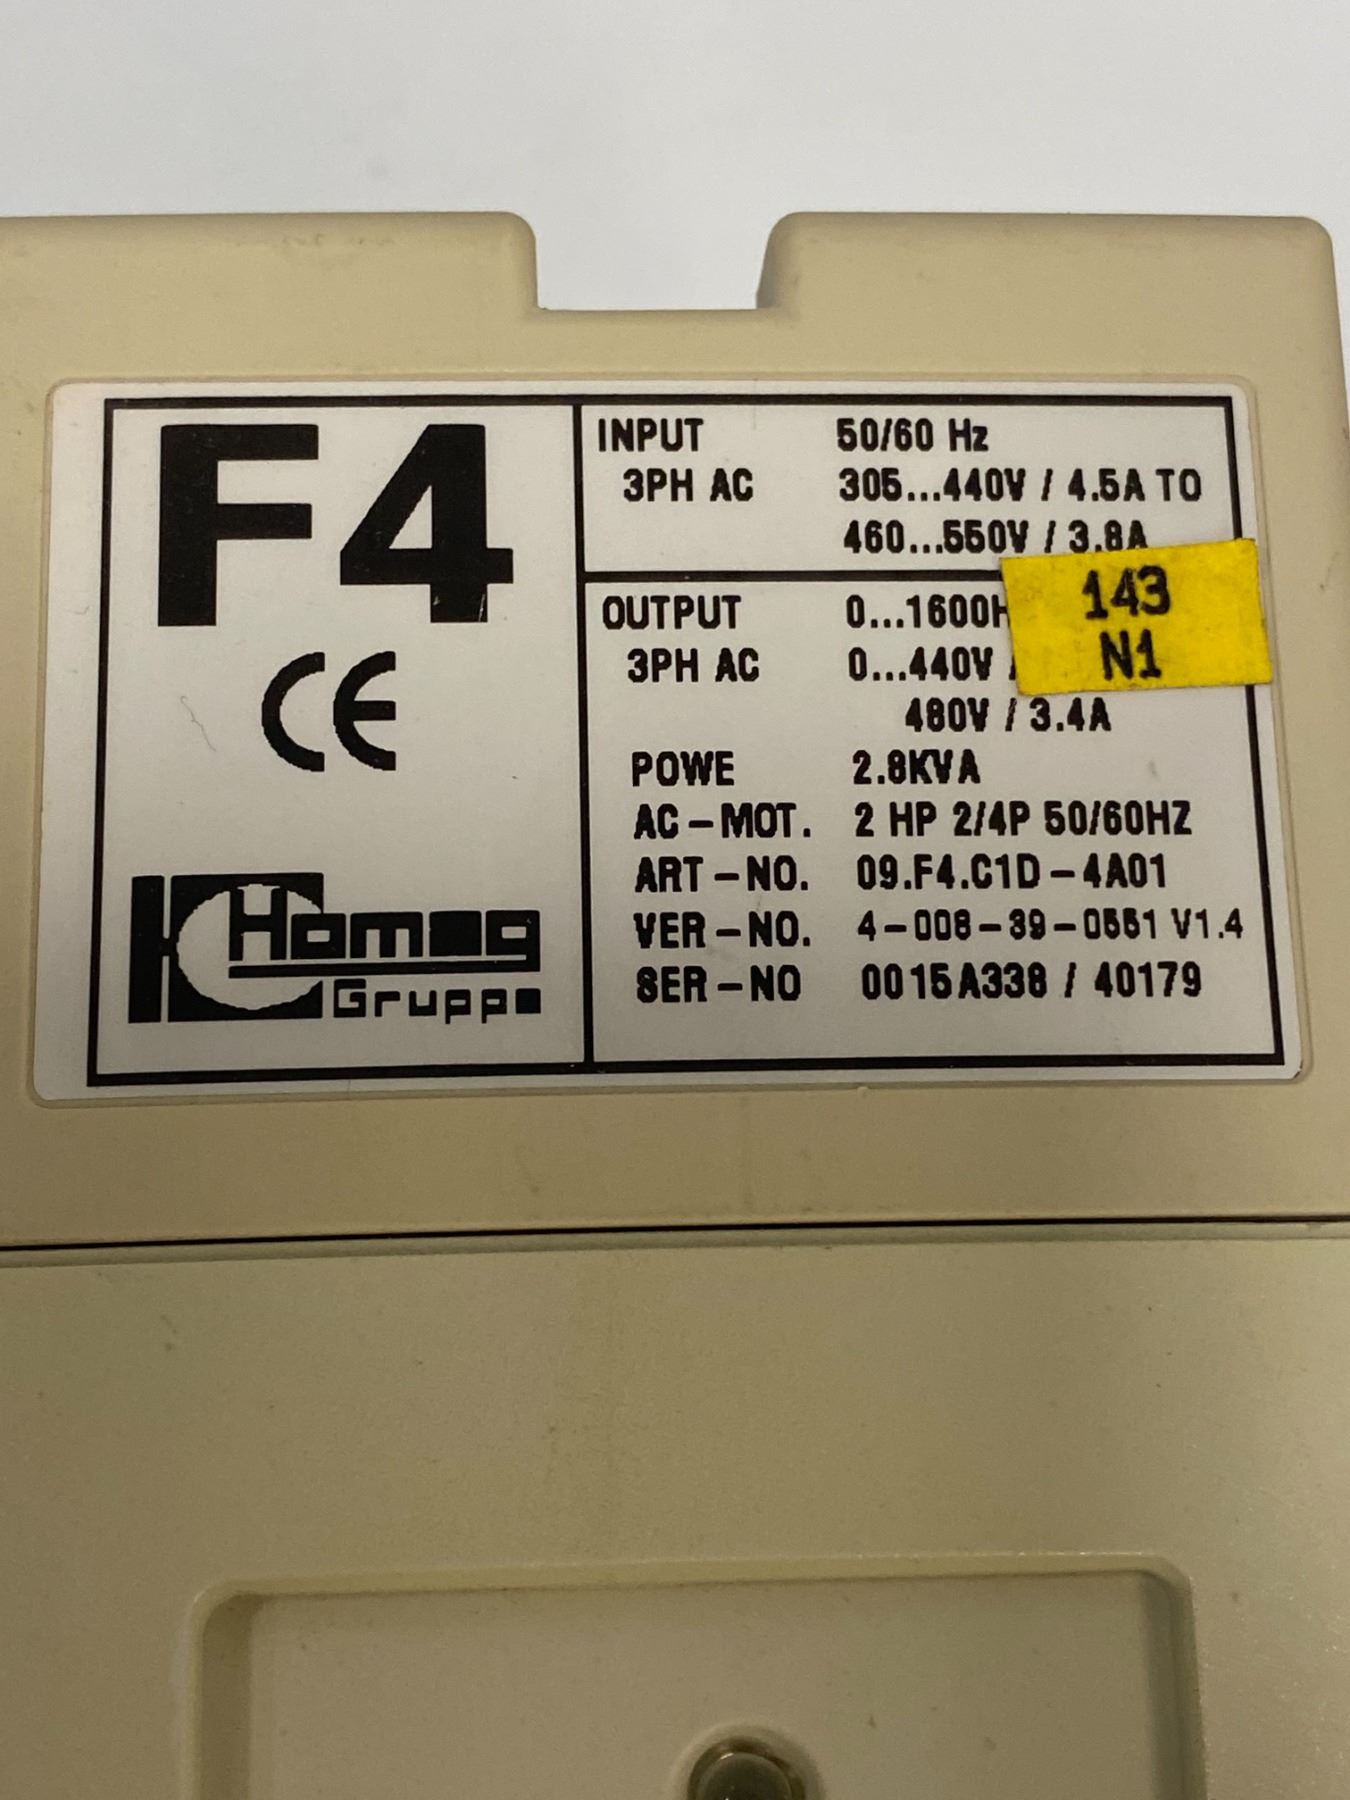 F4
CE
Homag
Gruppe
INPUT 50/60 Hz
3PH AC 305...440V / 4.5A TO
460...550V / 3.8A
OUTPUT 0...1600H
3PH AC 0...440V /
480V / 3.4A
POWE 2.8KVA
AC-MOT. 2 HP 2/4P 50/60HZ
ART-NO. 09.F4.C1D-4A01
VER-NO. 4-008-39-0551 V1.4
SER-NO 0015A338 / 40179
143
N1